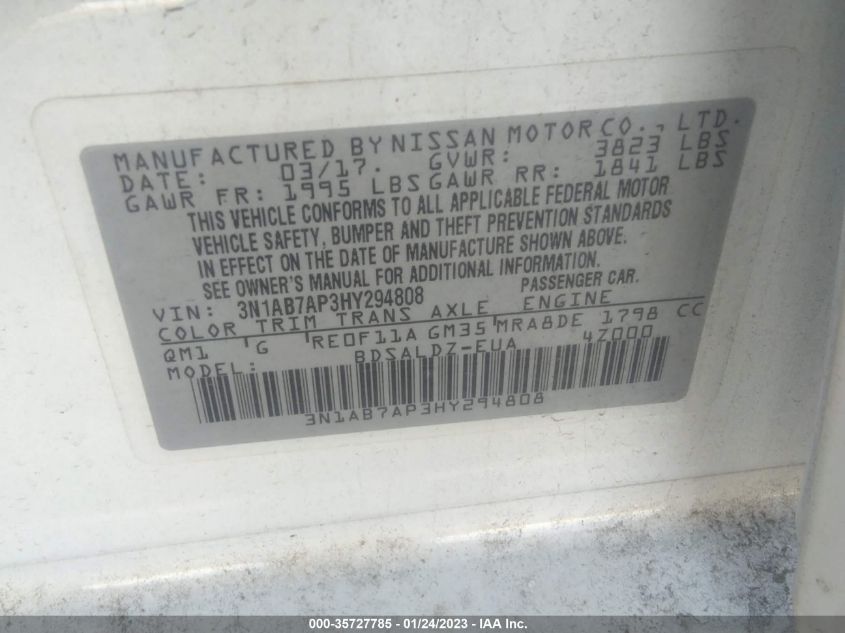 MANUFACTURED BY NISSAN MOTOR CO., LTD.
DATE: 03/17. GVWR: 3823 LBS
GAWR FR: 1995 LBS GAWR RR: 1841 LBS
THIS VEHICLE CONFORMS TO ALL APPLICABLE FEDERAL MOTOR
VEHICLE SAFETY, BUMPER AND THEFT PREVENTION STANDARDS
IN EFFECT ON THE DATE OF MANUFACTURE SHOWN ABOVE.
SEE OWNER'S MANUAL FOR ADDITIONAL INFORMATION.
VIN: 3N1AB7AP3HY294808 PASSENGER CAR.
COLOR TRIM TRANS AXLE ENGINE
QM1 G RE0F11A GM35 MRA8DE 1798 CC
MODEL: BDSALDZ-EUA 4Z000
3N1AB7AP3HY294808
000-35727785 - 01/24/2023 - IAA Inc.